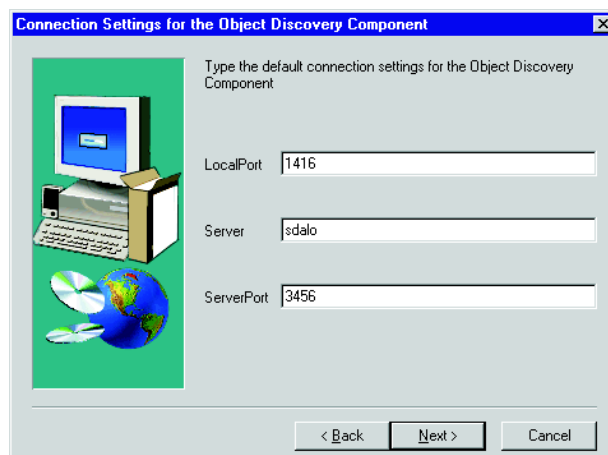 Connection Settings for the Object Discovery Component
Type the default connection settings for the Object Discovery
Component
LocalPort 1416
Server sdalo
ServerPort 3456
< Back Next > Cancel